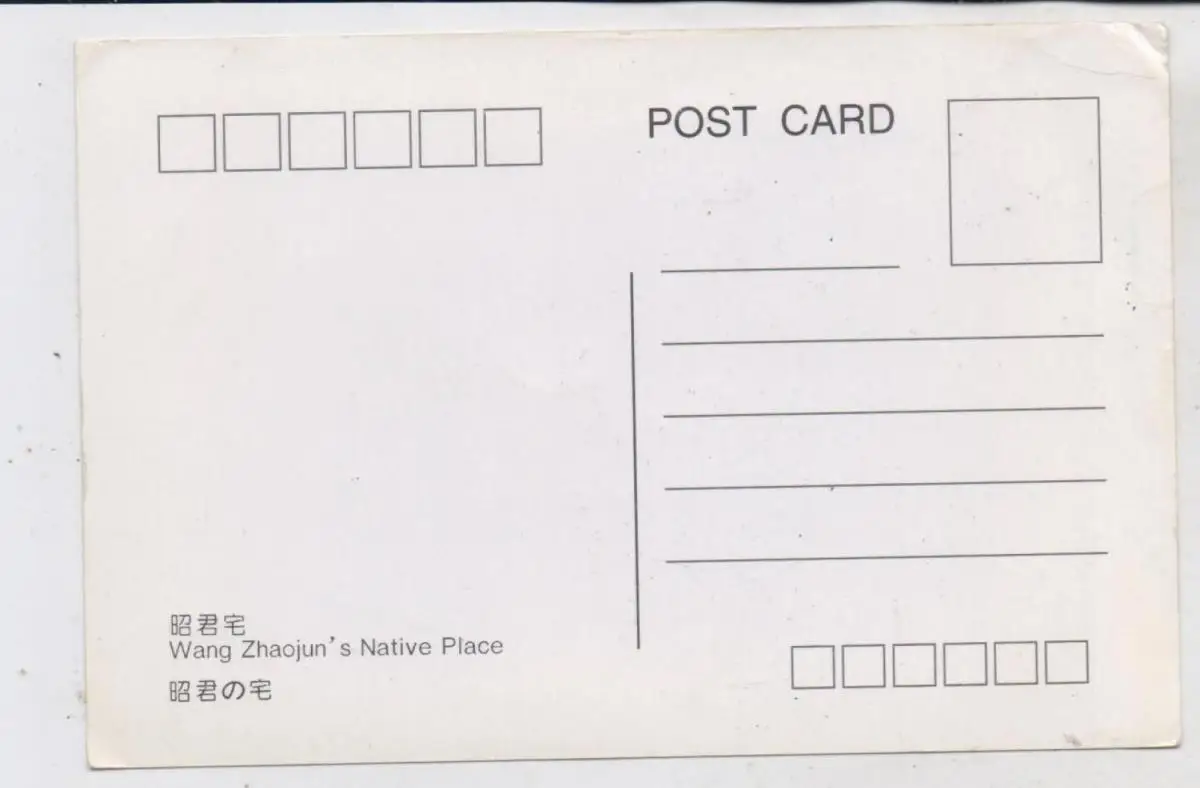 POST CARD
昭君宅
Wang Zhaojun's Native Place
昭君の宅